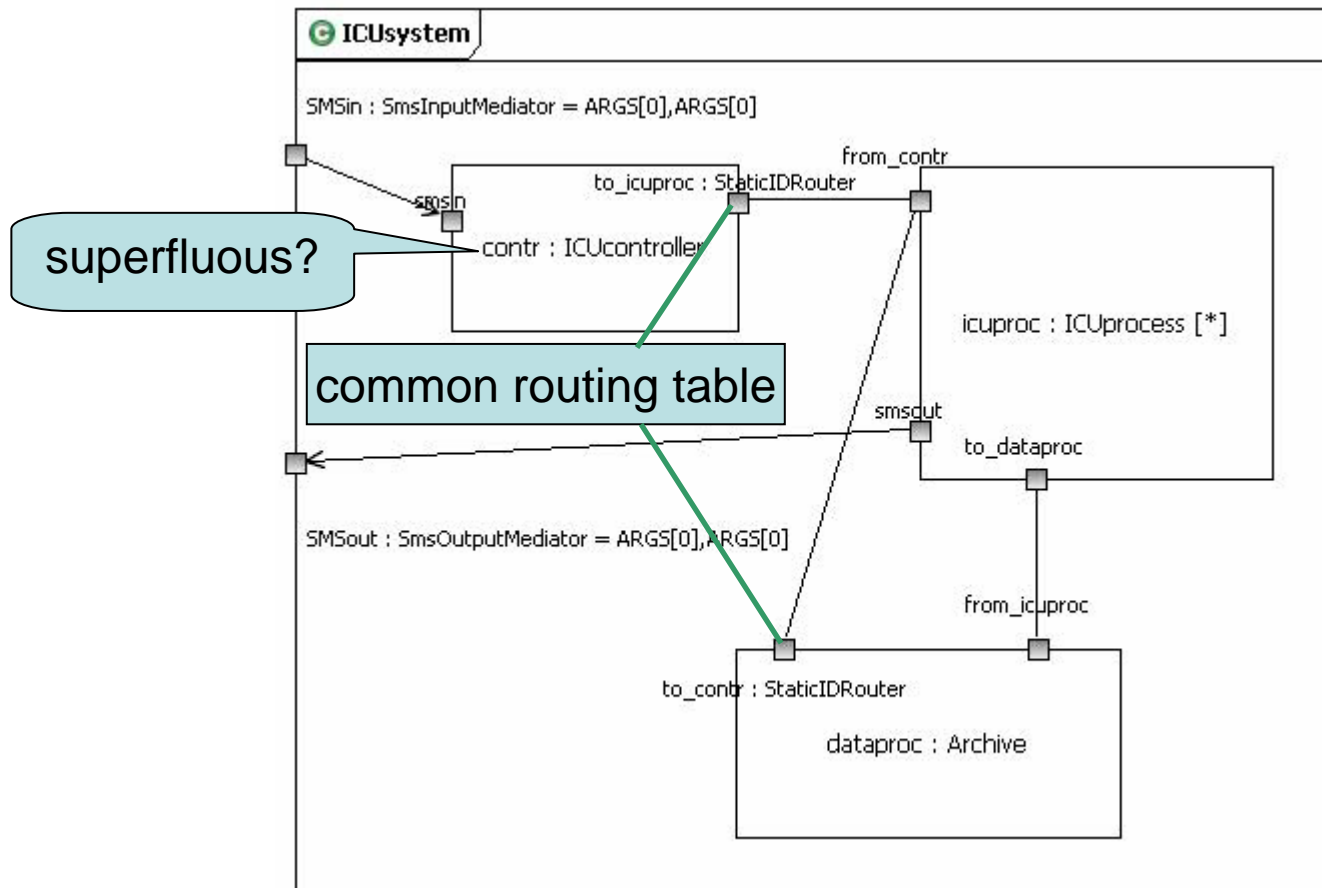 ICUsystem
SMSin : SmsInputMediator = ARGS[0],ARGS[0]
from_contr
to_icuproc : StaticIDRouter
smsin
superfluous?
contr : ICUcontroller
icuproc : ICUprocess [*]
common routing table
smsout
to_dataproc
SMSout : SmsOutputMediator = ARGS[0],ARGS[0]
from_icuproc
to_contr : StaticIDRouter
dataproc : Archive